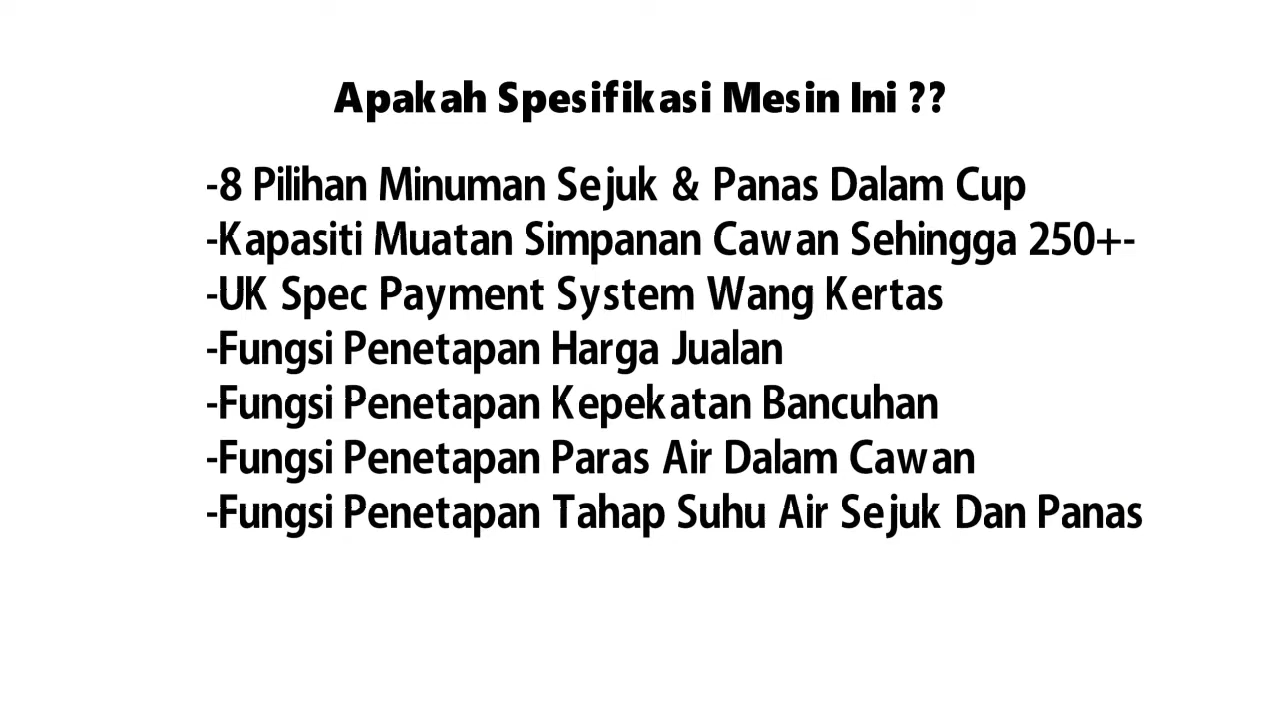 Apakah Spesifikasi Mesin Ini ??
-8 Pilihan Minuman Sejuk & Panas Dalam Cup
-Kapasiti Muatan Simpanan Cawan Sehingga 250+-
-UK Spec Payment System Wang Kertas
-Fungsi Penetapan Harga Jualan
-Fungsi Penetapan Kepekatan Bancuhan
-Fungsi Penetapan Paras Air Dalam Cawan
-Fungsi Penetapan Tahap Suhu Air Sejuk Dan Panas